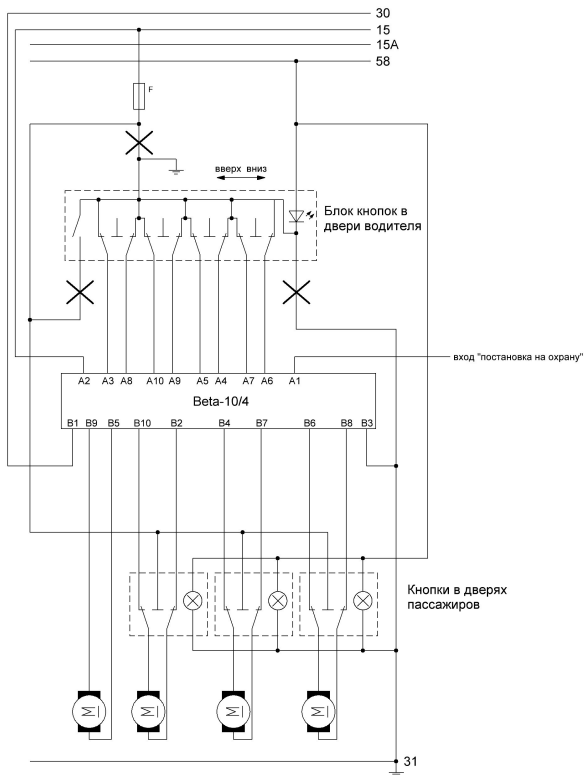 30
15
15A
58
F
вверх вниз
Блок кнопок в
двери водителя
вход "постановка на охрану"
A2 A3 A8 A10 A9 A5 A4 A7 A6 A1
Beta-10/4
B1 B9 B5 B10 B2 B4 B7 B6 B8 B3
Кнопки в дверях
пассажиров
M M M M
31